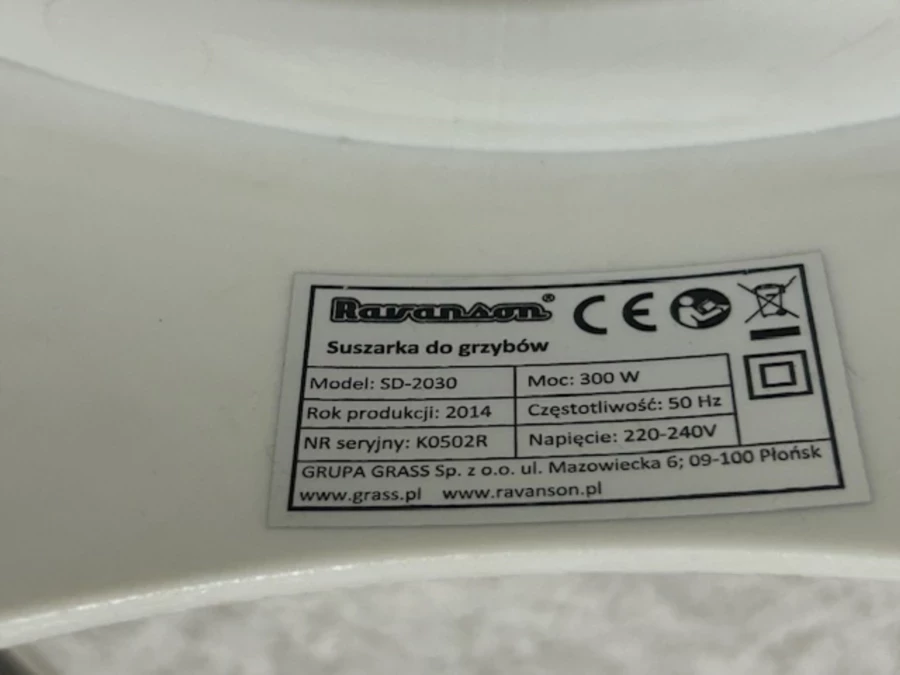 Ravanson® CE
Suszarka do grzybów
Model: SD-2030 Moc: 300 W
Rok produkcji: 2014 Częstotliwość: 50 Hz
NR seryjny: K0502R Napięcie: 220-240V
GRUPA GRASS Sp. z o.o. ul. Mazowiecka 6; 09-100 Płońsk
www.grass.pl www.ravanson.pl